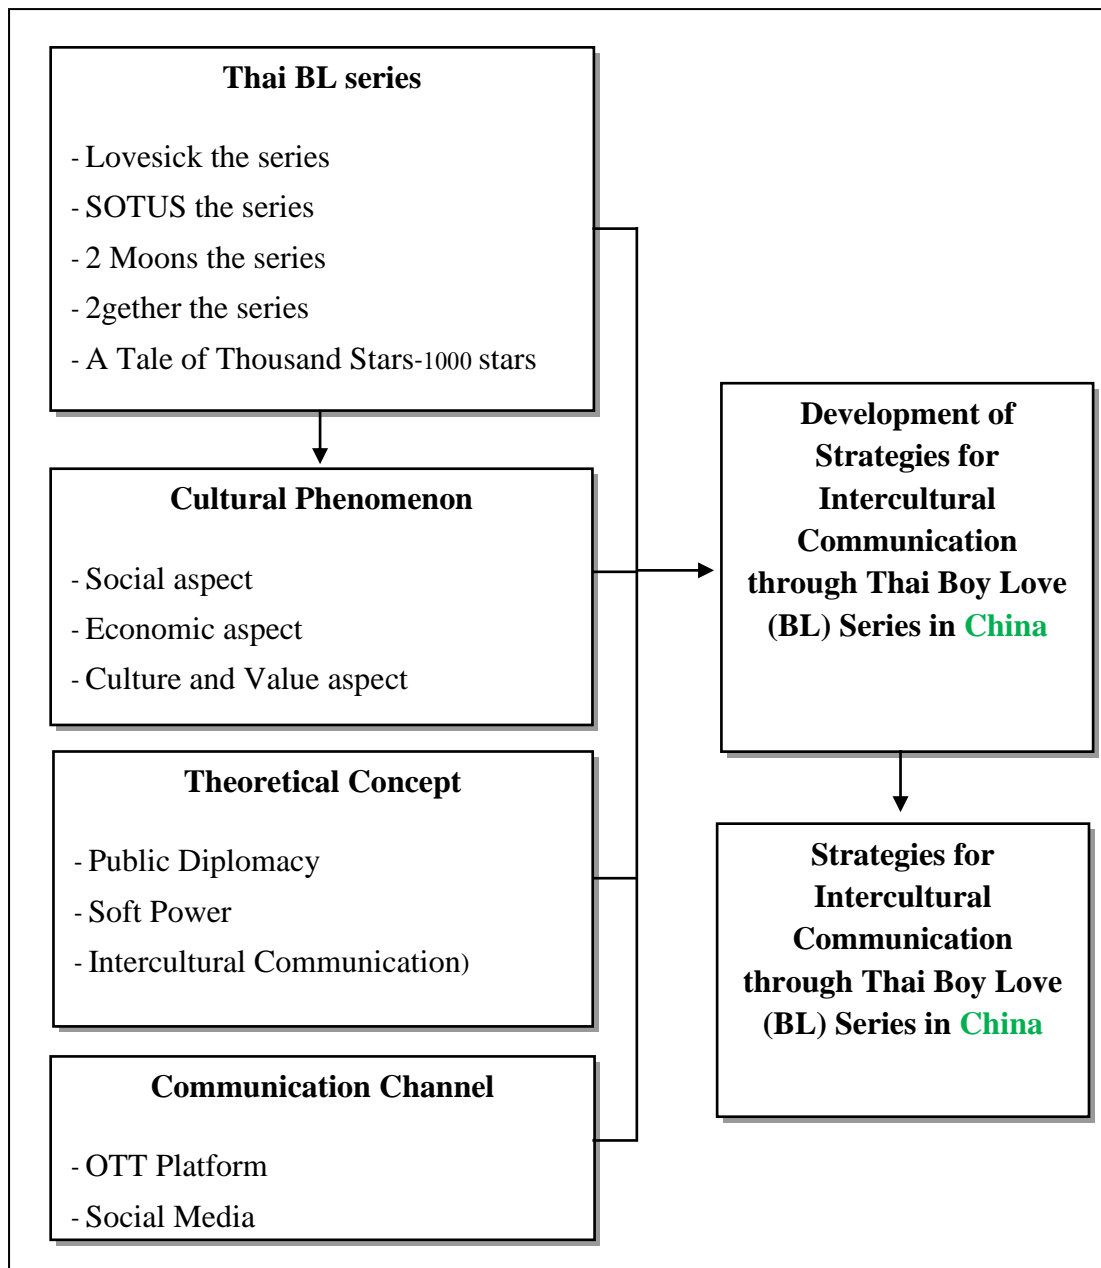 Thai BL series
- Lovesick the series
- SOTUS the series
- 2 Moons the series
- 2gether the series
- A Tale of Thousand Stars-1000 stars
Cultural Phenomenon
- Social aspect
- Economic aspect
- Culture and Value aspect
Theoretical Concept
- Public Diplomacy
- Soft Power
- Intercultural Communication)
Communication Channel
- OTT Platform
- Social Media
Development of
Strategies for
Intercultural
Communication
through Thai Boy Love
(BL) Series in China
Strategies for
Intercultural
Communication
through Thai Boy Love
(BL) Series in China